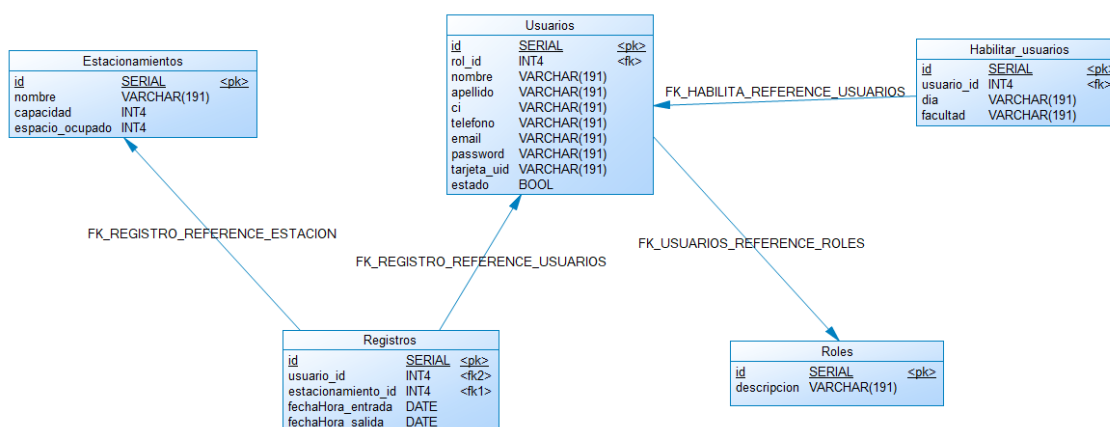 Usuarios
id SERIAL <pk>
rol_id INT4 <fk>
nombre VARCHAR(191)
apellido VARCHAR(191)
ci VARCHAR(191)
telefono VARCHAR(191)
email VARCHAR(191)
password VARCHAR(191)
tarjeta_uid VARCHAR(191)
estado BOOL
Estacionamientos
id SERIAL <pk>
nombre VARCHAR(191)
capacidad INT4
espacio_ocupado INT4
Habilitar_usuarios
id SERIAL <pk>
usuario_id INT4 <fk>
dia VARCHAR(191)
facultad VARCHAR(191)
FK_HABILITA_REFERENCE_USUARIOS
FK_REGISTRO_REFERENCE_ESTACION
FK_REGISTRO_REFERENCE_USUARIOS
FK_USUARIOS_REFERENCE_ROLES
Registros
id SERIAL <pk>
usuario_id INT4 <fk2>
estacionamiento_id INT4 <fk1>
fechaHora_entrada DATE
fechaHora_salida DATE
Roles
id SERIAL <pk>
descripcion VARCHAR(191)